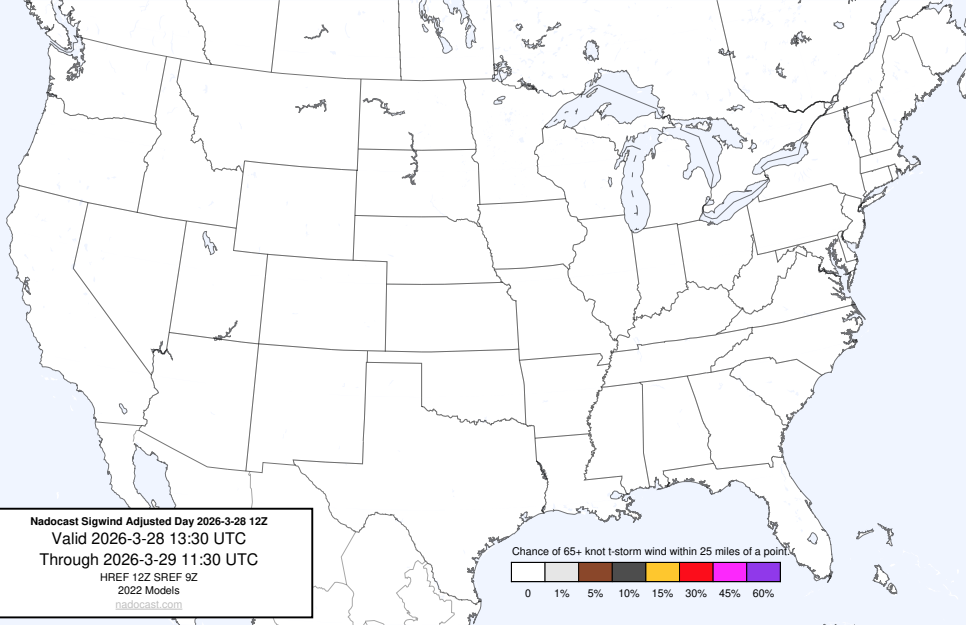 Nadocast Sigwind Adjusted Day 2026-3-28 12Z
Valid 2026-3-28 13:30 UTC
Through 2026-3-29 11:30 UTC
HREF 12Z SREF 9Z
2022 Models
nadocast.com
Chance of 65+ knot t-storm wind within 25 miles of a point.
0 1% 5% 10% 15% 30% 45% 60%